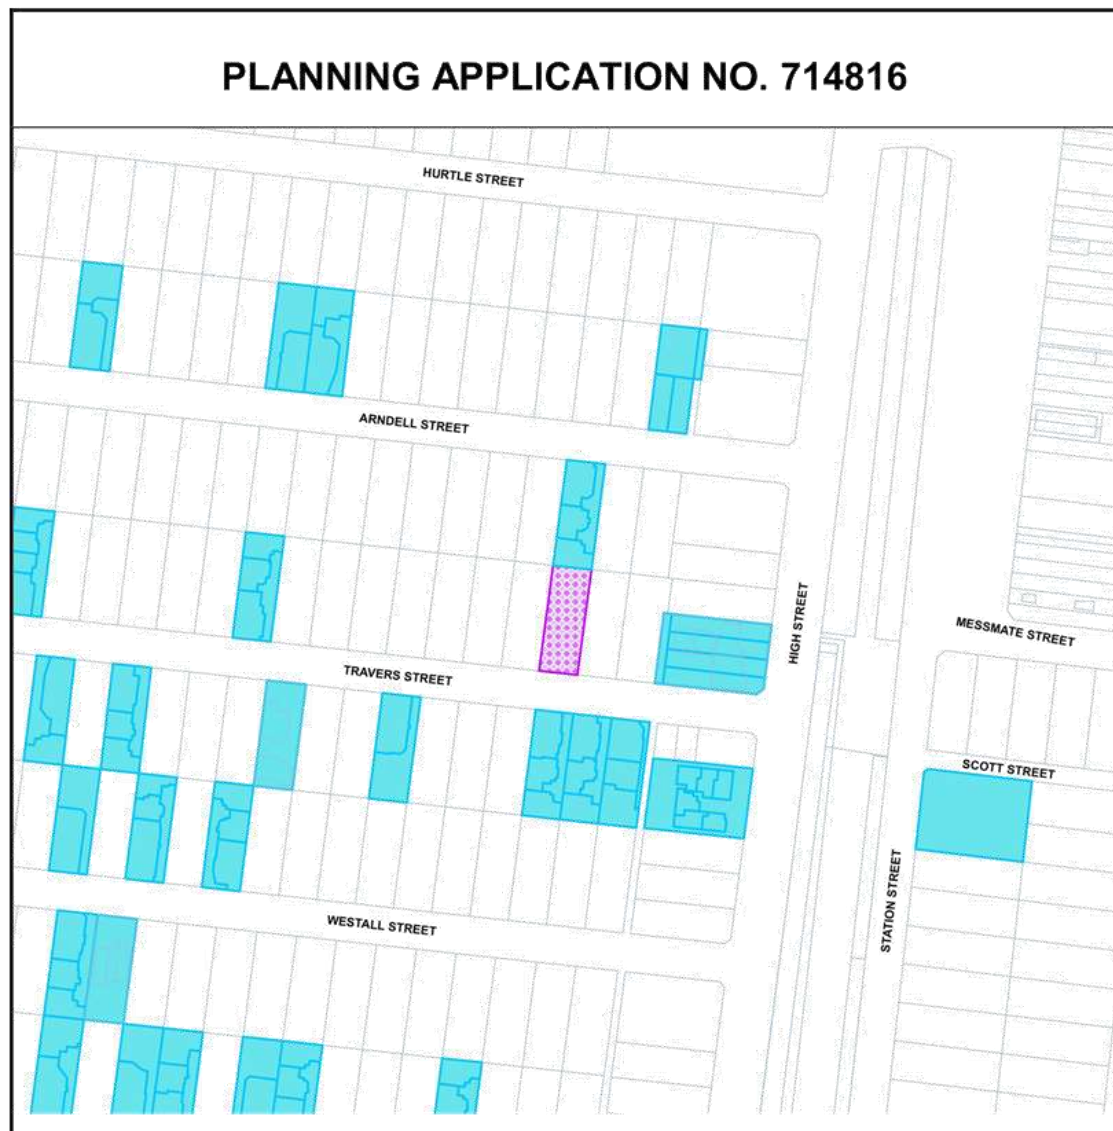 PLANNING APPLICATION NO. 714816
HURTLE STREET
ARNDELL STREET
HIGH STREET
MESSMATE STREET
TRAVERS STREET
SCOTT STREET
STATION STREET
WESTALL STREET